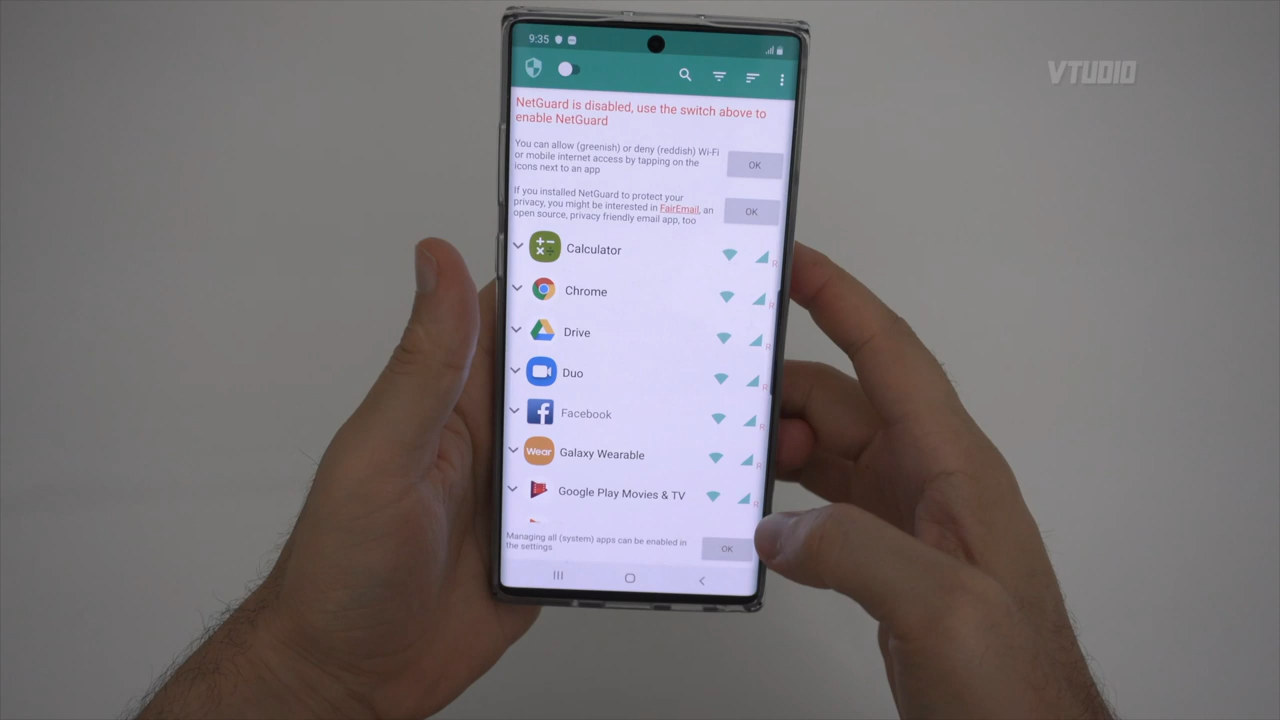 VTUDIO
9:35
NetGuard is disabled, use the switch above to
enable NetGuard
You can allow (greenish) or deny (reddish) Wi-Fi
or mobile internet access by tapping on the
icons next to an app
OK
If you installed NetGuard to protect your
privacy, you might be interested in FairEmail, an
open source, privacy friendly email app, too
OK
Calculator
R
Chrome
R
Drive
R
Duo
R
Facebook
R
Wear
Galaxy Wearable
R
Google Play Movies & TV
R
Managing all (system) apps can be enabled in
the settings
OK